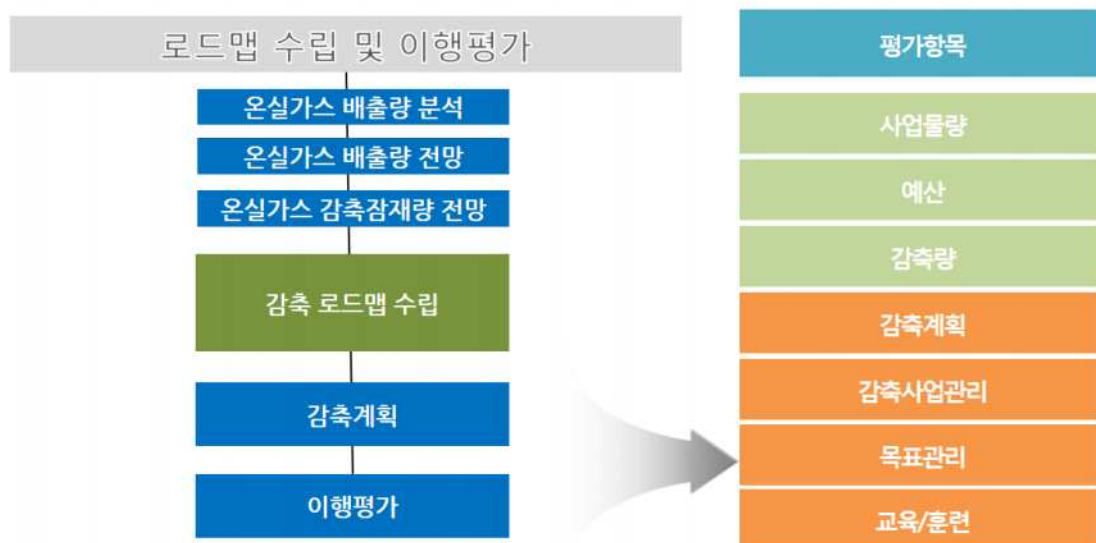 로드맵 수립 및 이행평가
온실가스 배출량 분석
온실가스 배출량 전망
온실가스 감축잠재량 전망
감축 로드맵 수립
감축계획
이행평가
평가항목
사업물량
예산
감축량
감축계획
감축사업관리
목표관리
교육/훈련